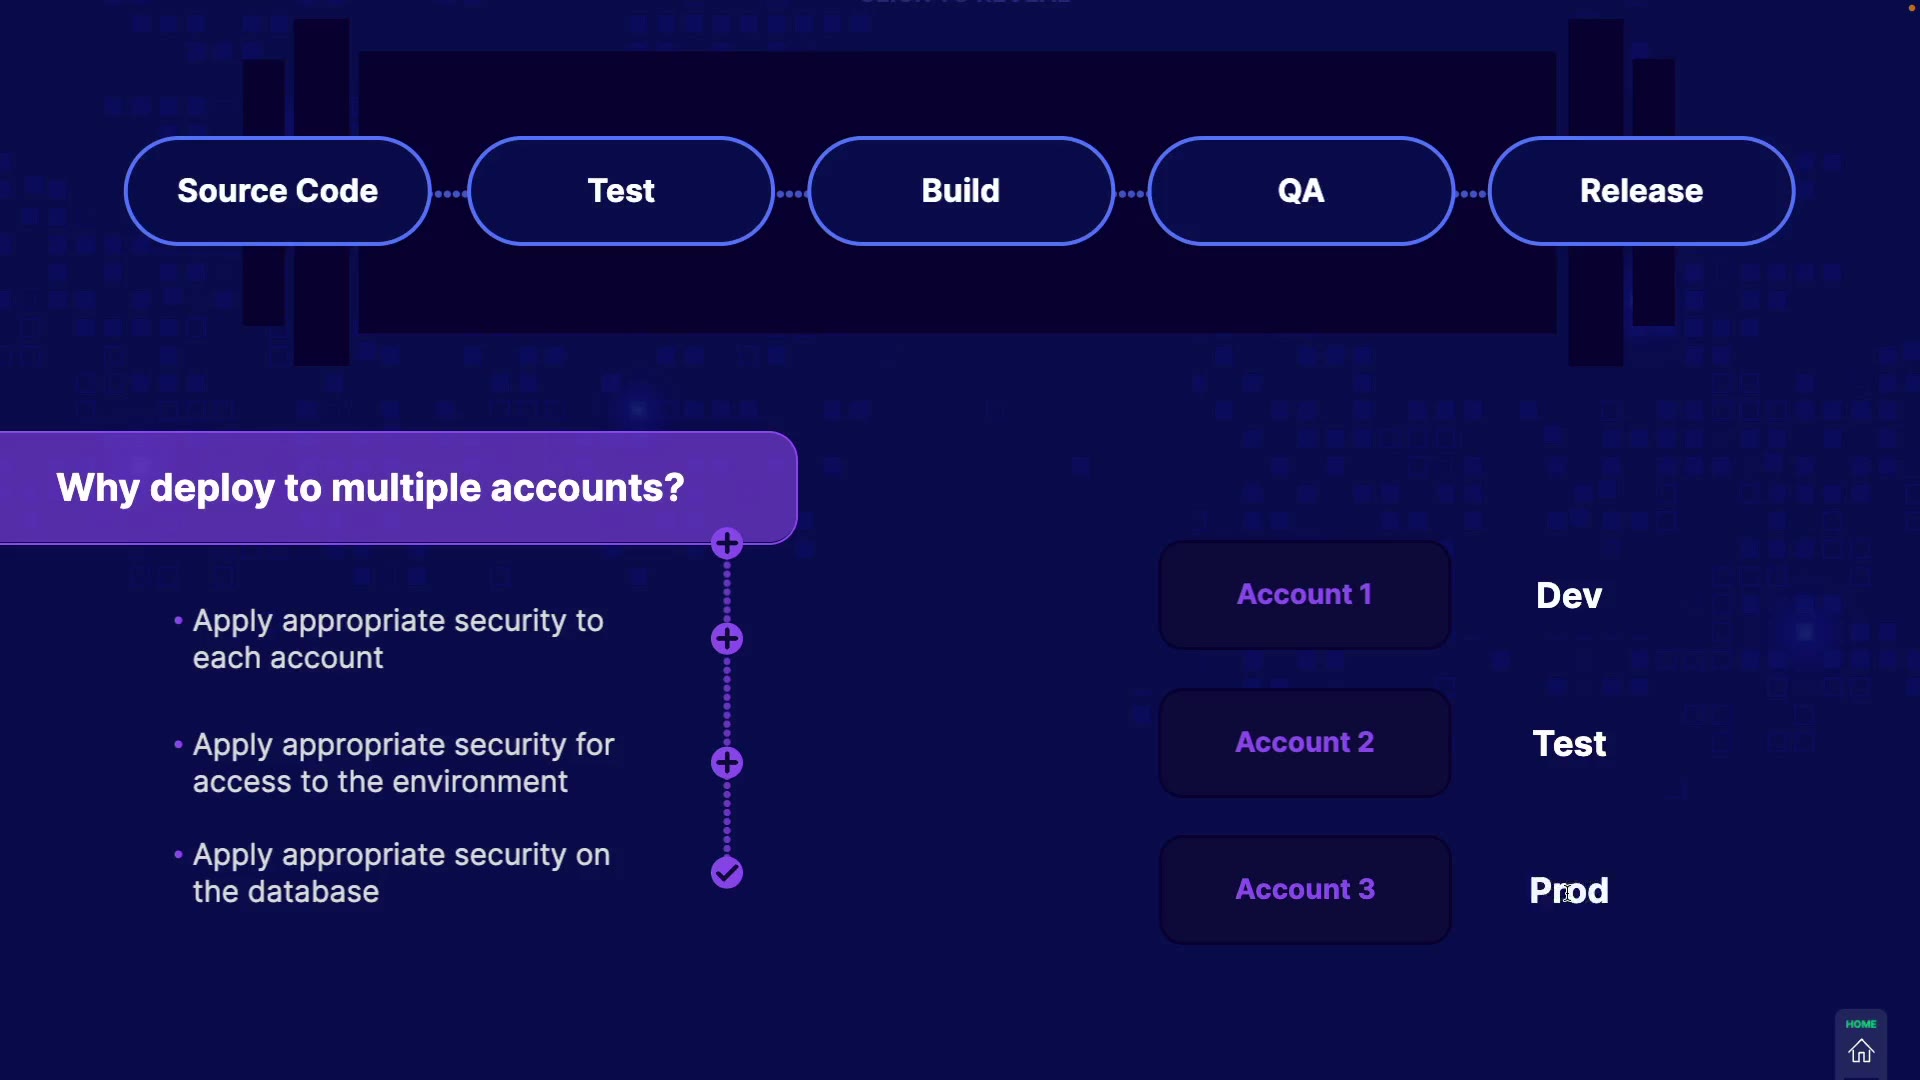 Source Code
Test
Build
QA
Release
Why deploy to multiple accounts?
• Apply appropriate security to
each account
• Apply appropriate security for
access to the environment
• Apply appropriate security on
the database
Account 1
Dev
Account 2
Test
Account 3
Prod
HOME